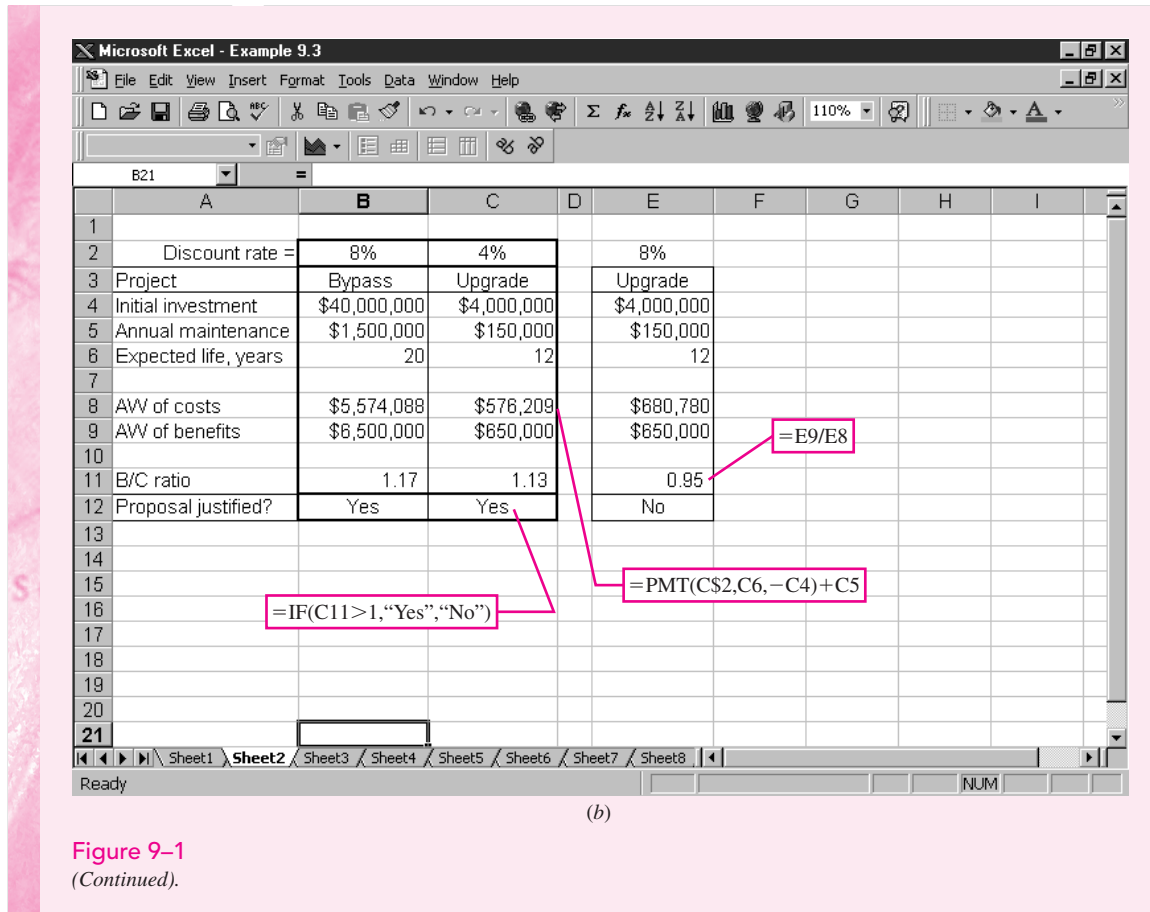 Microsoft Excel - Example 9.3
File Edit View Insert Format Tools Data Window Help
110%
B21 =
A B C D E F G H I
1
2 Discount rate = 8% 4% 8%
3 Project Bypass Upgrade Upgrade
4 Initial investment $40,000,000 $4,000,000 $4,000,000
5 Annual maintenance $1,500,000 $150,000 $150,000
6 Expected life, years 20 12 12
7
8 AW of costs $5,574,088 $576,209 $680,780
9 AW of benefits $6,500,000 $650,000 $650,000
=E9/E8
10
11 B/C ratio 1.17 1.13 0.95
12 Proposal justified? Yes Yes No
13
14
15
=PMT(C$2,C6,−C4)+C5
16
=IF(C11>1,“Yes”,“No”)
17
18
19
20
21
Sheet1 Sheet2 Sheet3 Sheet4 Sheet5 Sheet6 Sheet7 Sheet8
Ready NUM
(b)
Figure 9–1
(Continued).
S